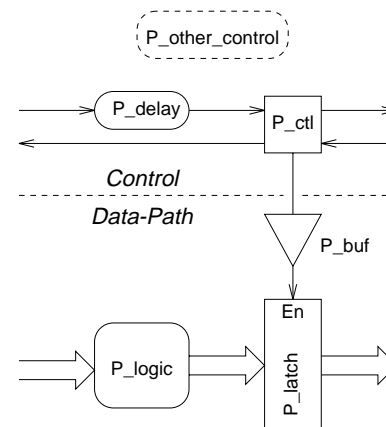 P_other_control
P_delay
P_ctl
Control
Data-Path
P_buf
En
P_logic
P_latch